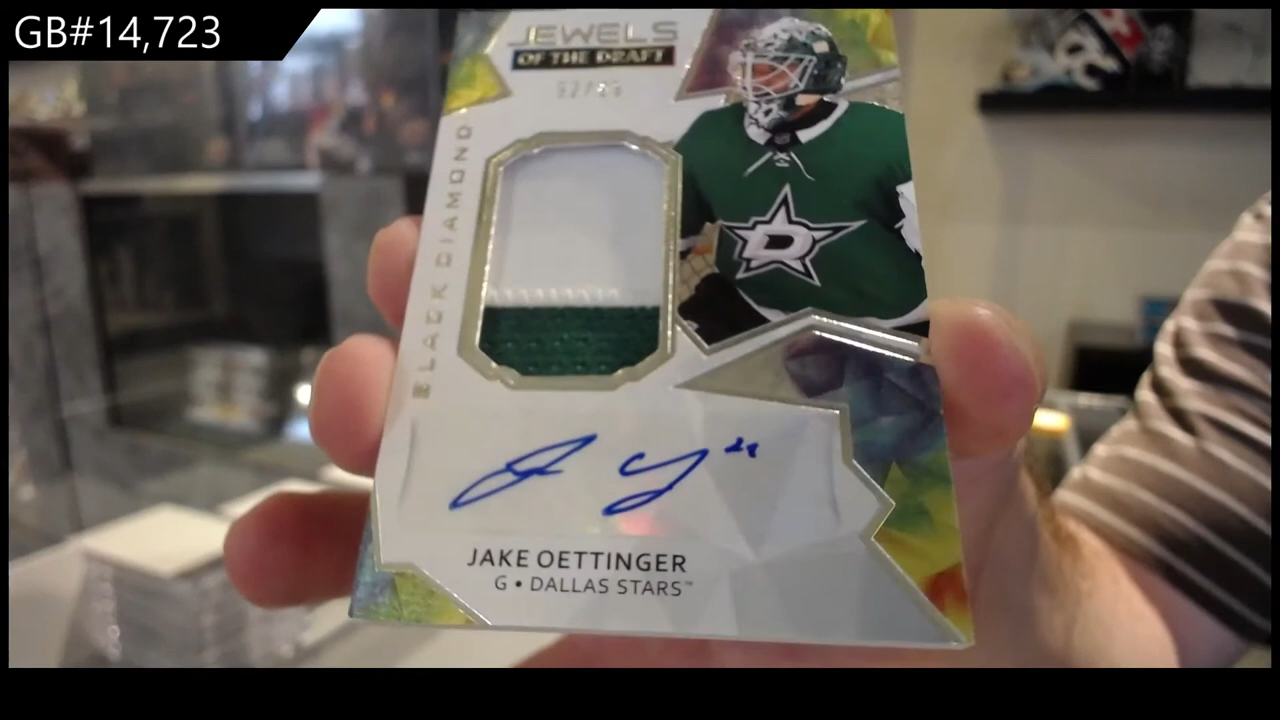 GB#14,723
JEWELS
OF THE DRAFT
BLACK DIAMOND
D
JAKE OETTINGER
G • DALLAS STARS™